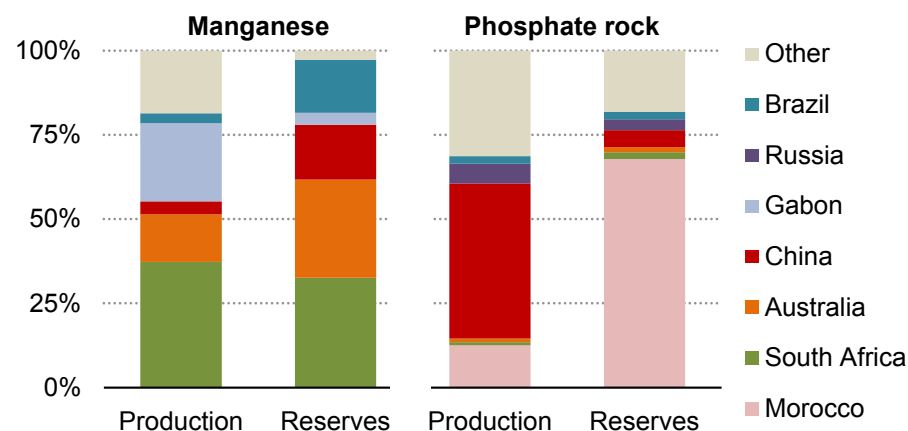 Manganese
Phosphate rock
100%
75%
50%
25%
0%
Production
Reserves
Production
Reserves
Other
Brazil
Russia
Gabon
China
Australia
South Africa
Morocco